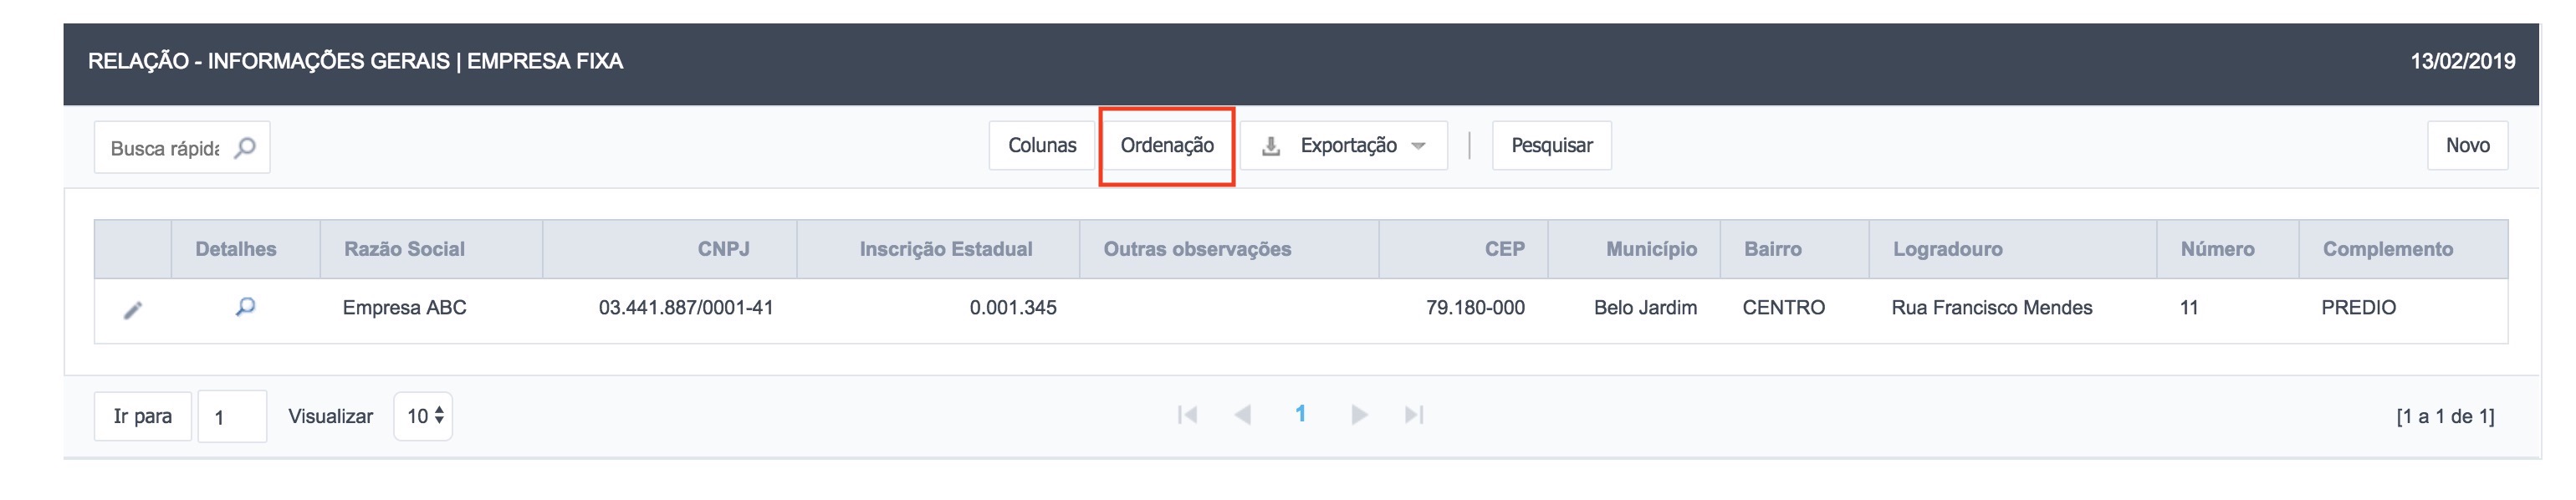 RELAÇÃO - INFORMAÇÕES GERAIS | EMPRESA FIXA 13/02/2019
Busca rápida Colunas Ordenação Exportação Pesquisar Novo
Detalhes Razão Social CNPJ Inscrição Estadual Outras observações CEP Município Bairro Logradouro Número Complemento
Empresa ABC 03.441.887/0001-41 0.001.345 79.180-000 Belo Jardim CENTRO Rua Francisco Mendes 11 PREDIO
Ir para 1 Visualizar 10 1 [1 a 1 de 1]